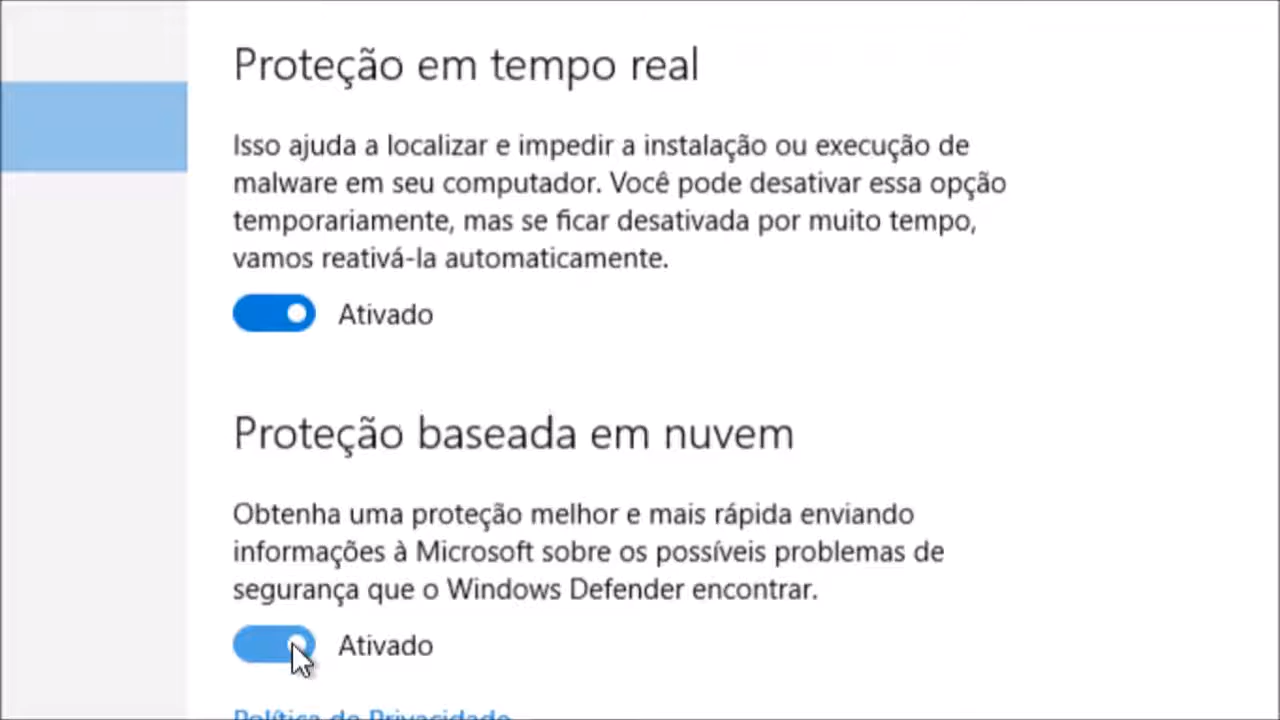 Proteção em tempo real
Isso ajuda a localizar e impedir a instalação ou execução de
malware em seu computador. Você pode desativar essa opção
temporariamente, mas se ficar desativada por muito tempo,
vamos reativá-la automaticamente.
Ativado
Proteção baseada em nuvem
Obtenha uma proteção melhor e mais rápida enviando
informações à Microsoft sobre os possíveis problemas de
segurança que o Windows Defender encontrar.
Ativado
Política de Privacidade